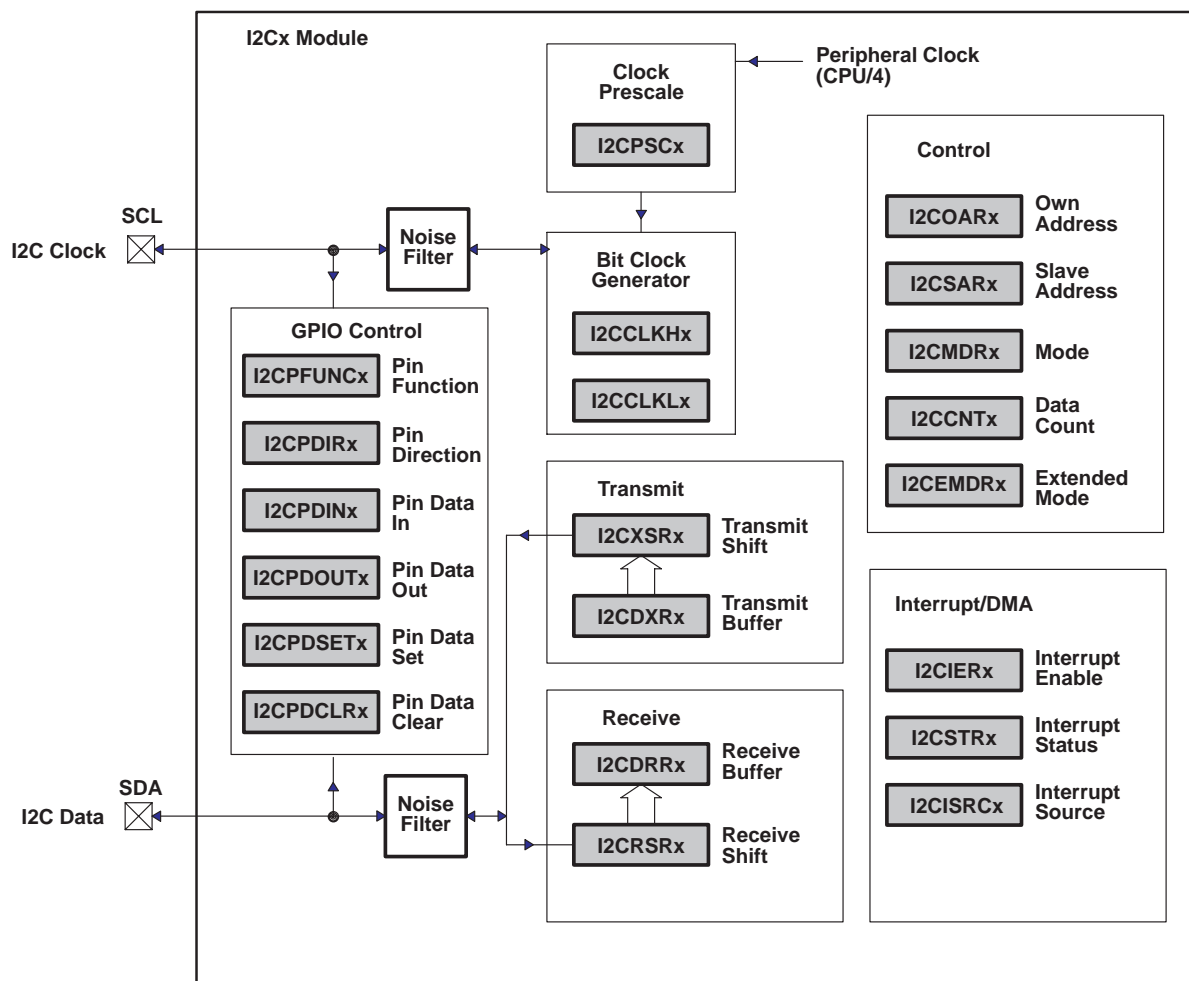 I2Cx Module
Peripheral Clock
(CPU/4)
Clock
Prescale
I2CPSCx
Control
I2COARx
Own
Address
I2CSARx
Slave
Address
I2CMDRx
Mode
I2CCNTx
Data
Count
I2CEMDRx
Extended
Mode
SCL
I2C Clock
Noise
Filter
Bit Clock
Generator
I2CCLKHx
I2CCLKLx
GPIO Control
I2CPFUNCx
Pin
Function
I2CPDIRx
Pin
Direction
I2CPDINx
Pin Data
In
I2CPDOUTx
Pin Data
Out
I2CPDSETx
Pin Data
Set
I2CPDCLRx
Pin Data
Clear
Transmit
I2CXSRx
Transmit
Shift
I2CDXRx
Transmit
Buffer
Interrupt/DMA
I2CIERx
Interrupt
Enable
I2CSTRx
Interrupt
Status
I2CISRCx
Interrupt
Source
Receive
I2CDRRx
Receive
Buffer
I2CRSRx
Receive
Shift
SDA
I2C Data
Noise
Filter